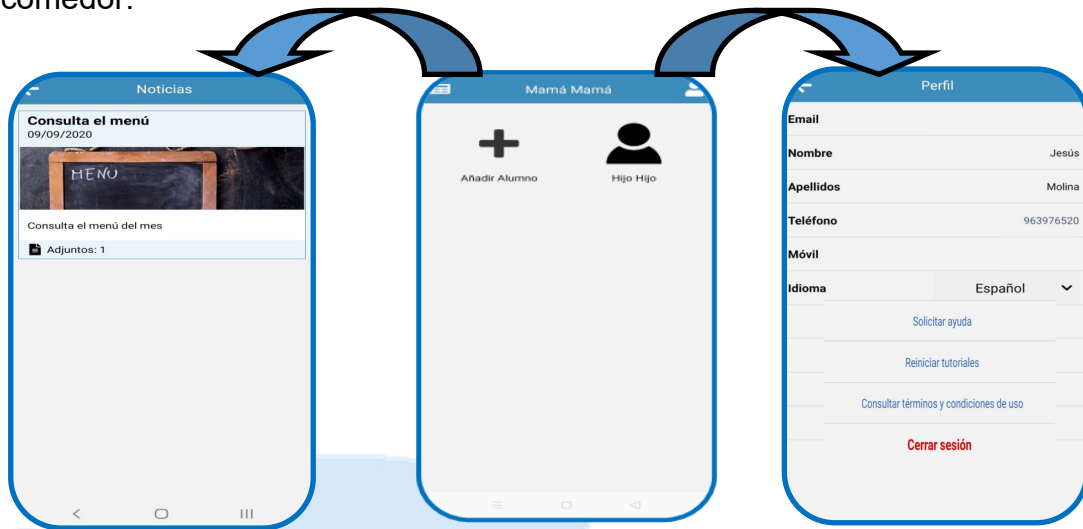 comedor.
Noticias
Consulta el menú
09/09/2020
MENU
Consulta el menú del mes
Adjuntos: 1
Mamá Mamá
Añadir Alumno
Hijo Hijo
Perfil
Email
Nombre Jesús
Apellidos Molina
Teléfono 963976520
Móvil
Idioma Español
Solicitar ayuda
Reiniciar tutoriales
Consultar términos y condiciones de uso
Cerrar sesión